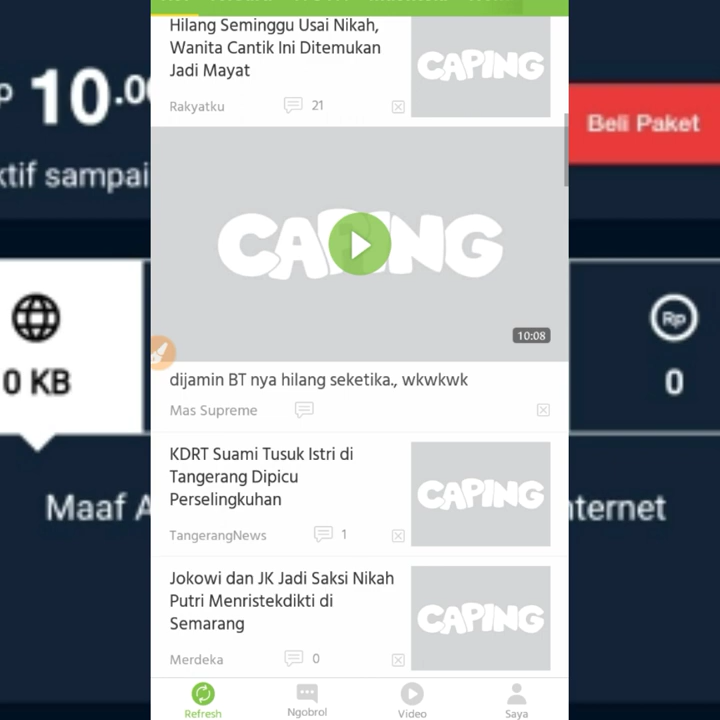 Hilang Seminggu Usai Nikah,
Wanita Cantik Ini Ditemukan
Jadi Mayat
Rakyatku 21
CAPING
10.0
Beli Paket
ktif sampai
CAPING
10:08
0 KB
Rp
0
dijamin BT nya hilang seketika., wkwkwk
Mas Supreme
KDRT Suami Tusuk Istri di
Tangerang Dipicu
Perselingkuhan
TangerangNews 1
CAPING
Maaf A
nternet
Jokowi dan JK Jadi Saksi Nikah
Putri Menristekdikti di
Semarang
Merdeka 0
CAPING
Refresh
Ngobrol
Video
Saya